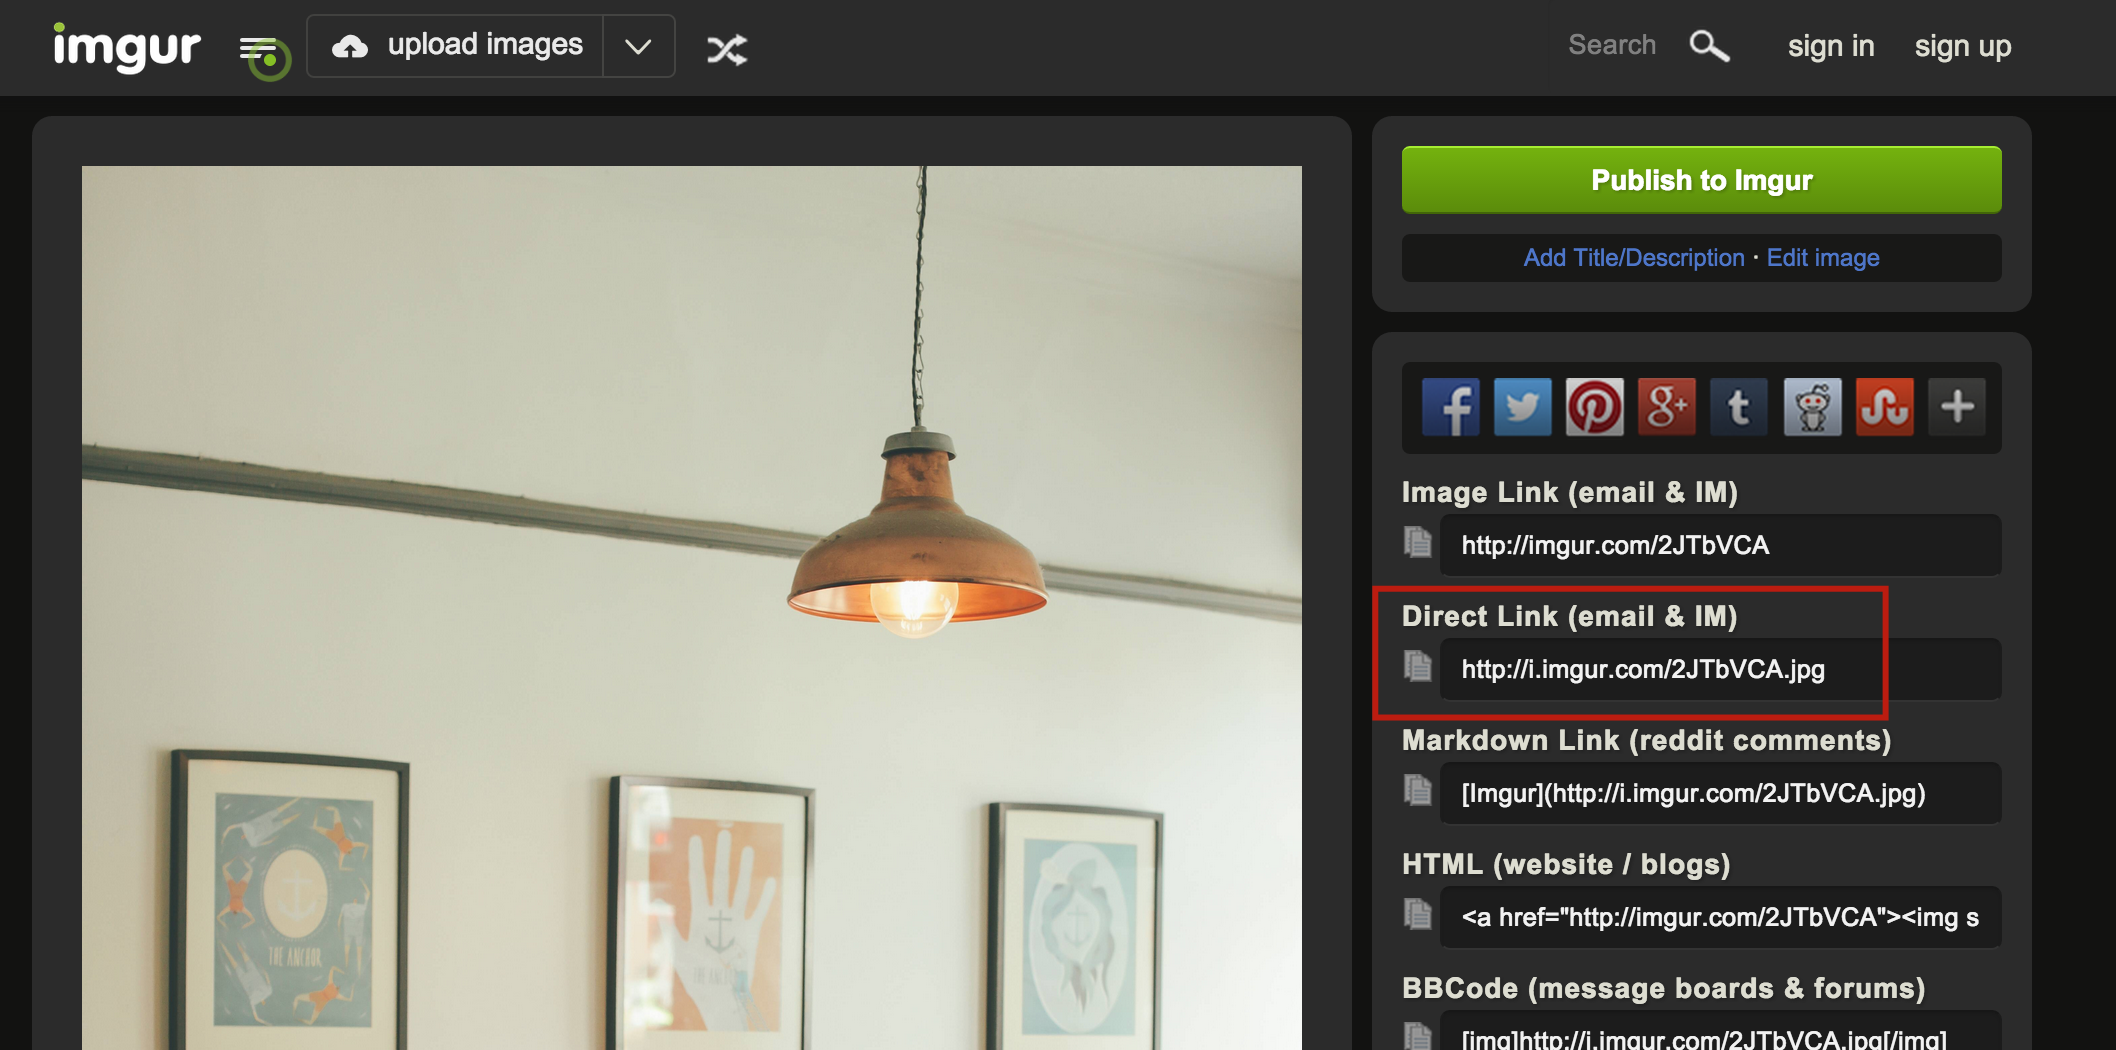 imgur
upload images
Search
sign in
sign up
Publish to Imgur
Add Title/Description · Edit image
Image Link (email & IM)
http://imgur.com/2JTbVCA
Direct Link (email & IM)
http://i.imgur.com/2JTbVCA.jpg
Markdown Link (reddit comments)
[Imgur](http://i.imgur.com/2JTbVCA.jpg)
HTML (website / blogs)
<a href="http://imgur.com/2JTbVCA"><img s
BBCode (message boards & forums)
[img]http://i.imgur.com/2JTbVCA.jpg[/img]
THE ANCHOR
THE ANCHOR